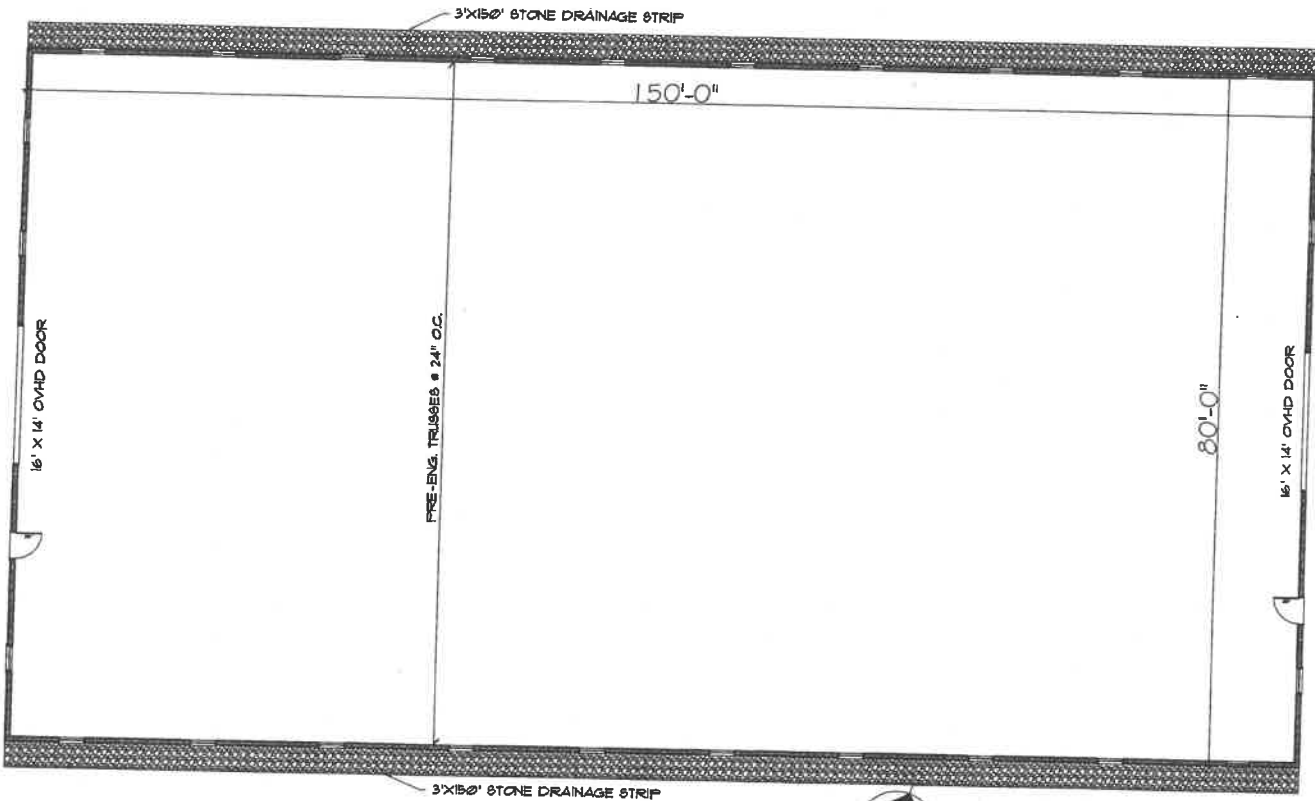 3'X150' STONE DRAINAGE STRIP
150'-0"
16' X 14' OVHD DOOR
PRE-ENG. TRUSSES @ 24" O.C.
80'-0"
16' X 14' OVHD DOOR
3'X150' STONE DRAINAGE STRIP